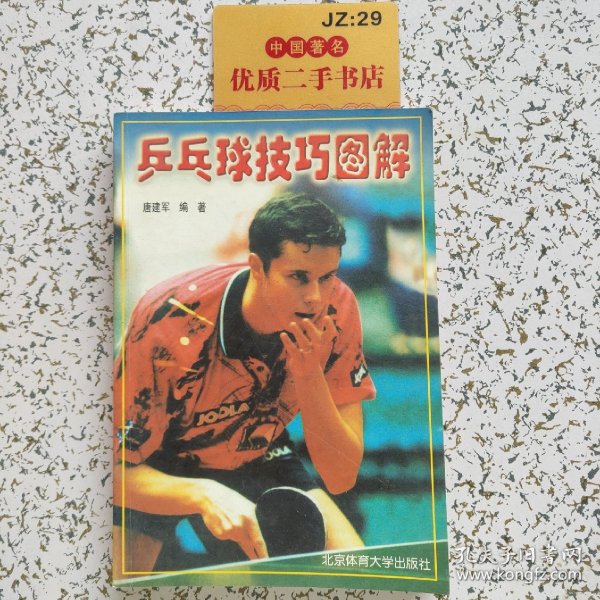 JZ:29
中国著名
优质二手书店
乒乓球技巧图解
唐建军 编 著
JOOLA
JOOLA
北京体育大学出版社
孔夫子旧书网
www.kongfz.com